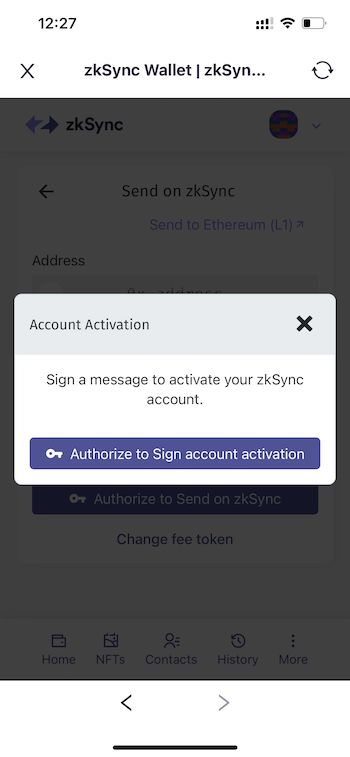 12:27
zkSync Wallet | zkSyn...
zkSync
Send on zkSync
Send to Ethereum (L1)
Address
0x address
Account Activation
Sign a message to activate your zkSync
account.
Authorize to Sign account activation
Authorize to Send on zkSync
Change fee token
Home NFTs Contacts History More